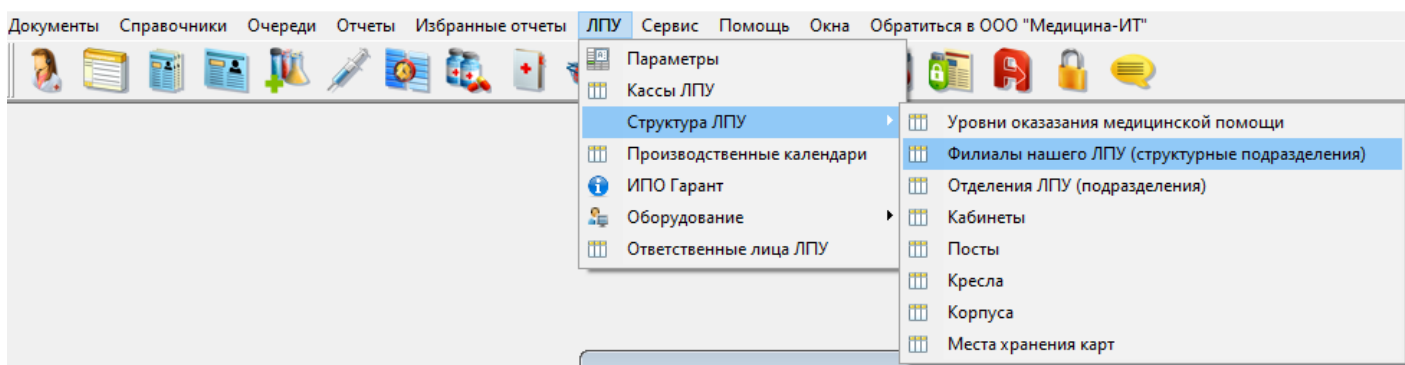 Документы Справочники Очереди Отчеты Избранные отчеты ЛПУ Сервис Помощь Окна Обратиться в ООО "Медицина-ИТ"
Параметры
Кассы ЛПУ
Структура ЛПУ
Производственные календари
ИПО Гарант
Оборудование
Ответственные лица ЛПУ
Уровни оказазания медицинской помощи
Филиалы нашего ЛПУ (структурные подразделения)
Отделения ЛПУ (подразделения)
Кабинеты
Посты
Кресла
Корпуса
Места хранения карт